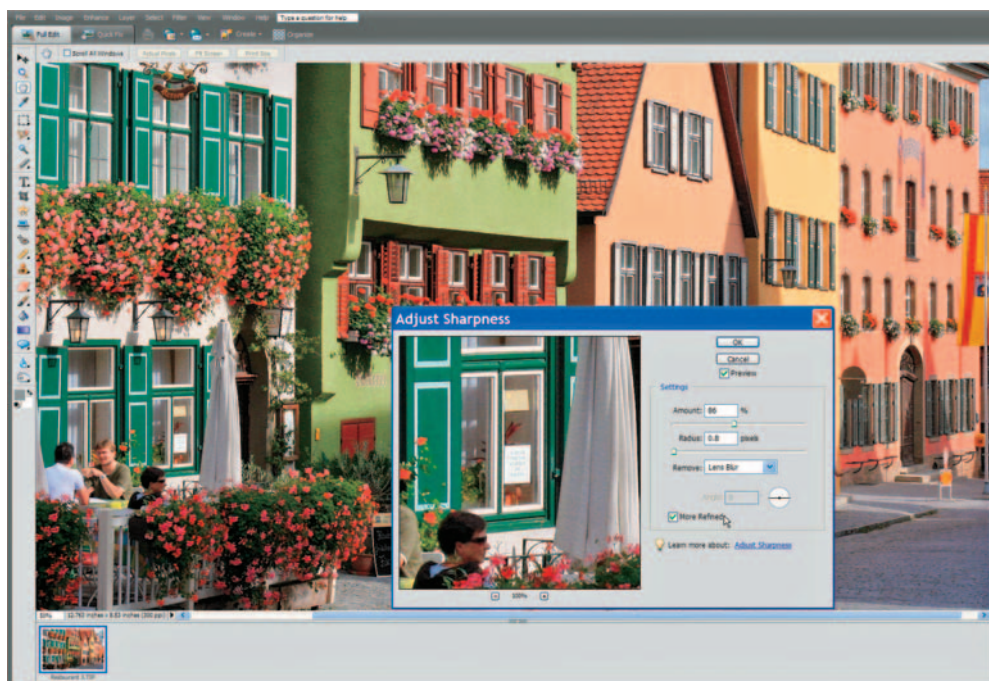 File Edit Image Enhance Layer Select Filter View Window Help Type a question for help
Full Edit Quick Fix Create Organize
Scroll All Windows Actual Pixels Fit Screen Print Size
Adjust Sharpness
OK
Cancel
Preview
Settings
Amount: 86 %
Radius: 0.8 pixels
Remove: Lens Blur
Angle:
More Refined
Learn more about: Adjust Sharpness
100%
50%